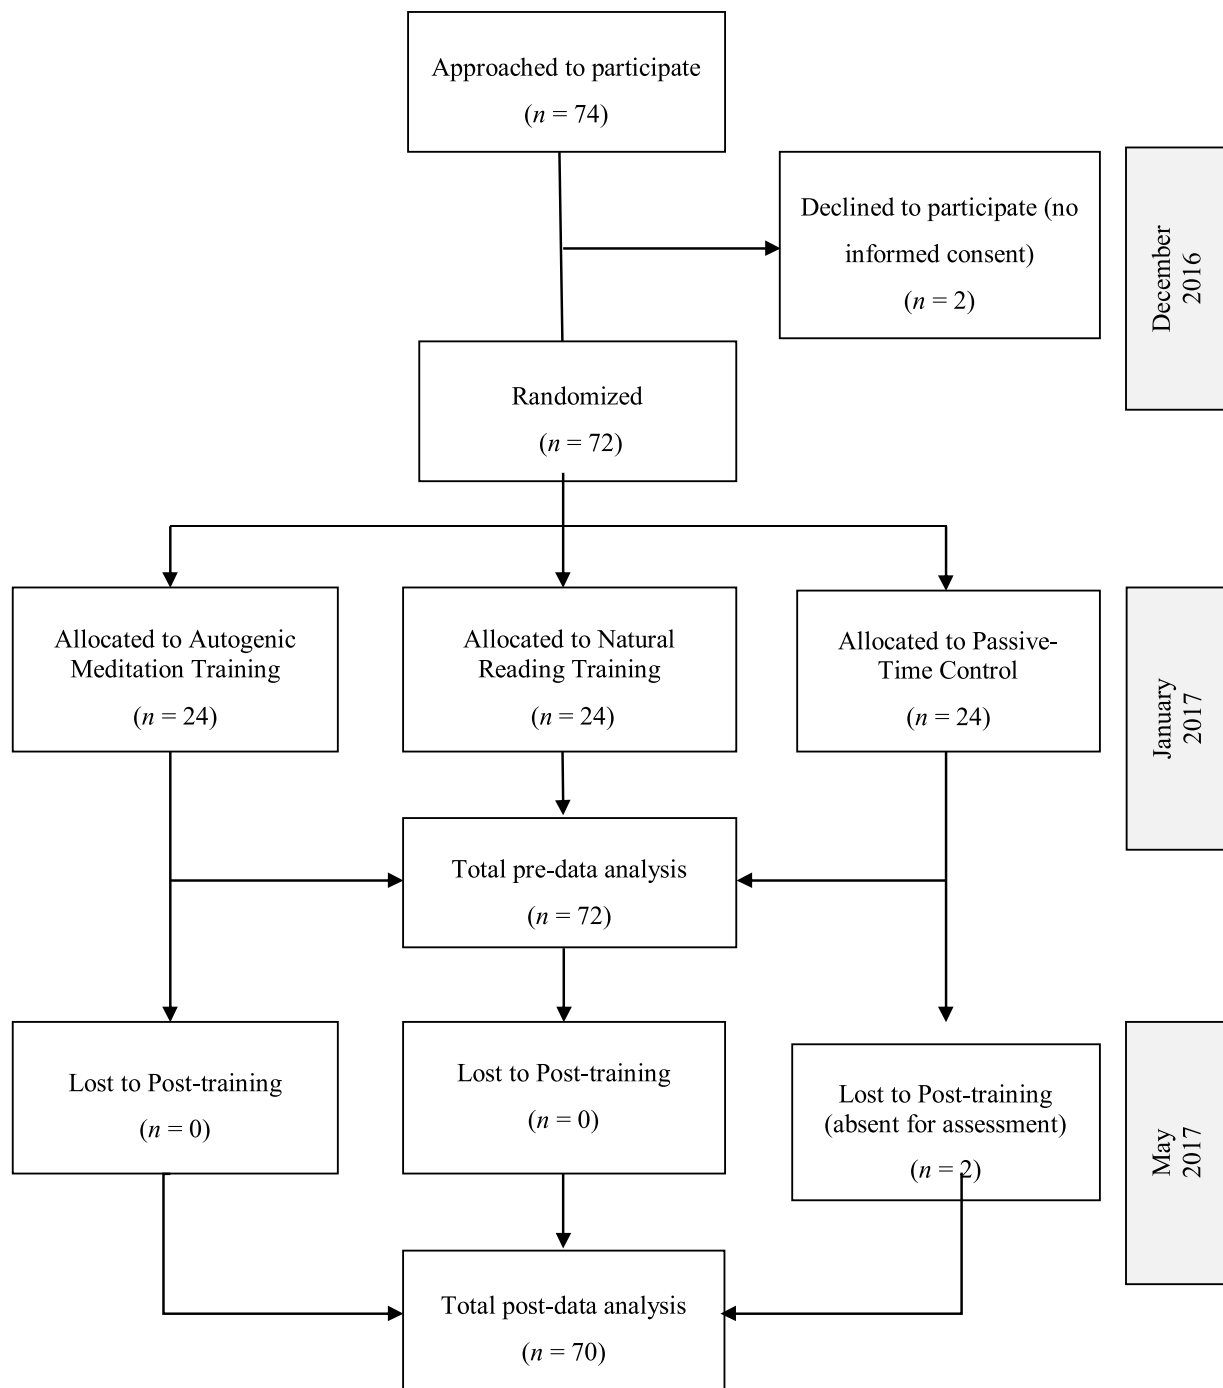 Approached to participate
(n = 74)
Declined to participate (no
informed consent)
(n = 2)
December
2016
Randomized
(n = 72)
Allocated to Autogenic
Meditation Training
(n = 24)
Allocated to Natural
Reading Training
(n = 24)
Allocated to Passive-
Time Control
(n = 24)
January
2017
Total pre-data analysis
(n = 72)
Lost to Post-training
(n = 0)
Lost to Post-training
(n = 0)
Lost to Post-training
(absent for assessment)
(n = 2)
May
2017
Total post-data analysis
(n = 70)